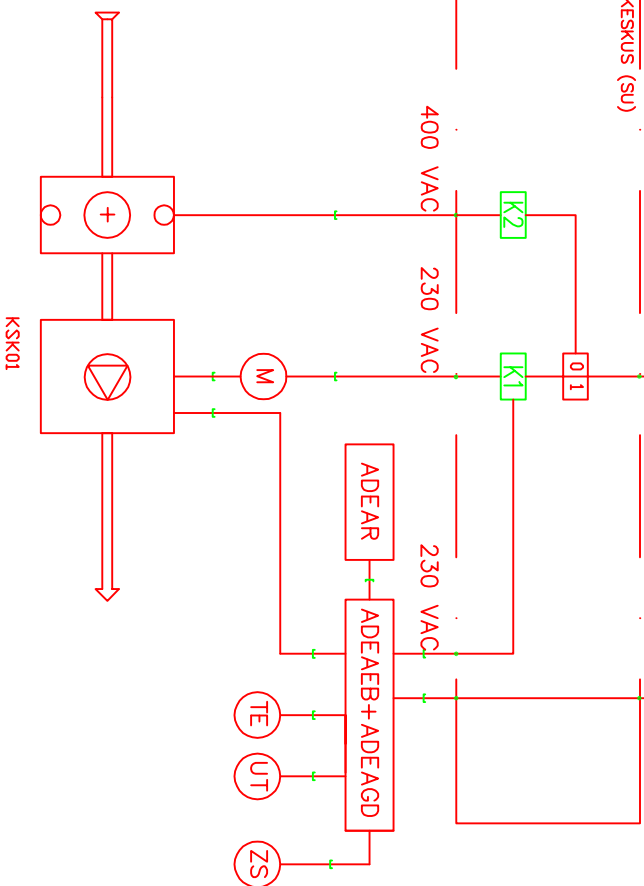 KESKUS (SU)
400 VAC
230 VAC
230 VAC
K2
K1
0 1
+
M
ADEAR
ADEAEB+ADEAGD
TE
UT
ZS
KSK01